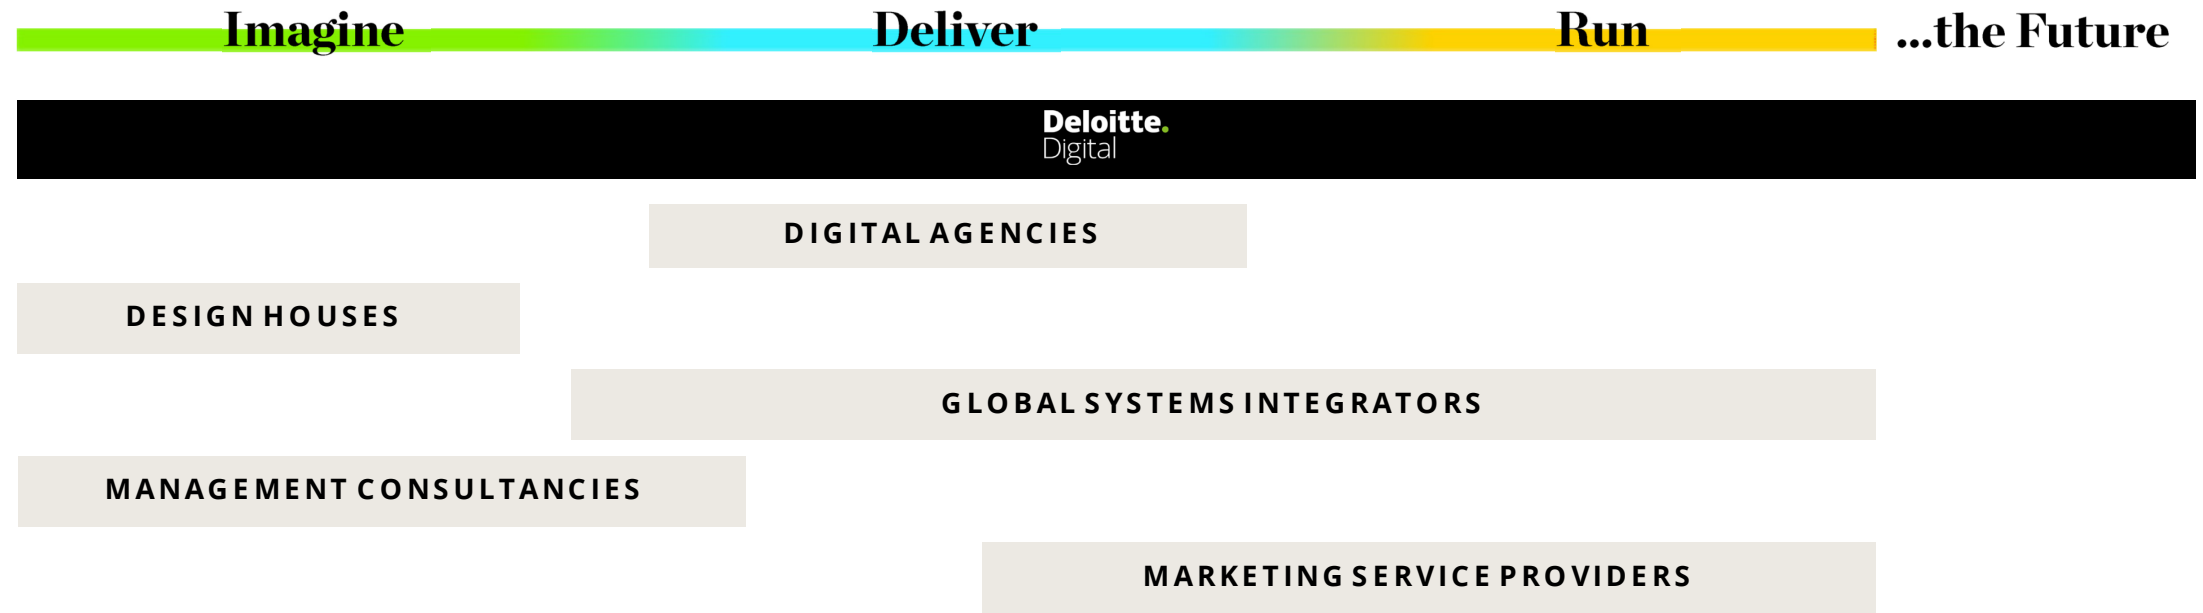 Imagine Deliver Run ...the Future
Deloitte.
Digital
DIGITAL AGENCIES
DESIGN HOUSES
GLOBAL SYSTEMS INTEGRATORS
MANAGEMENT CONSULTANCIES
MARKETING SERVICE PROVIDERS